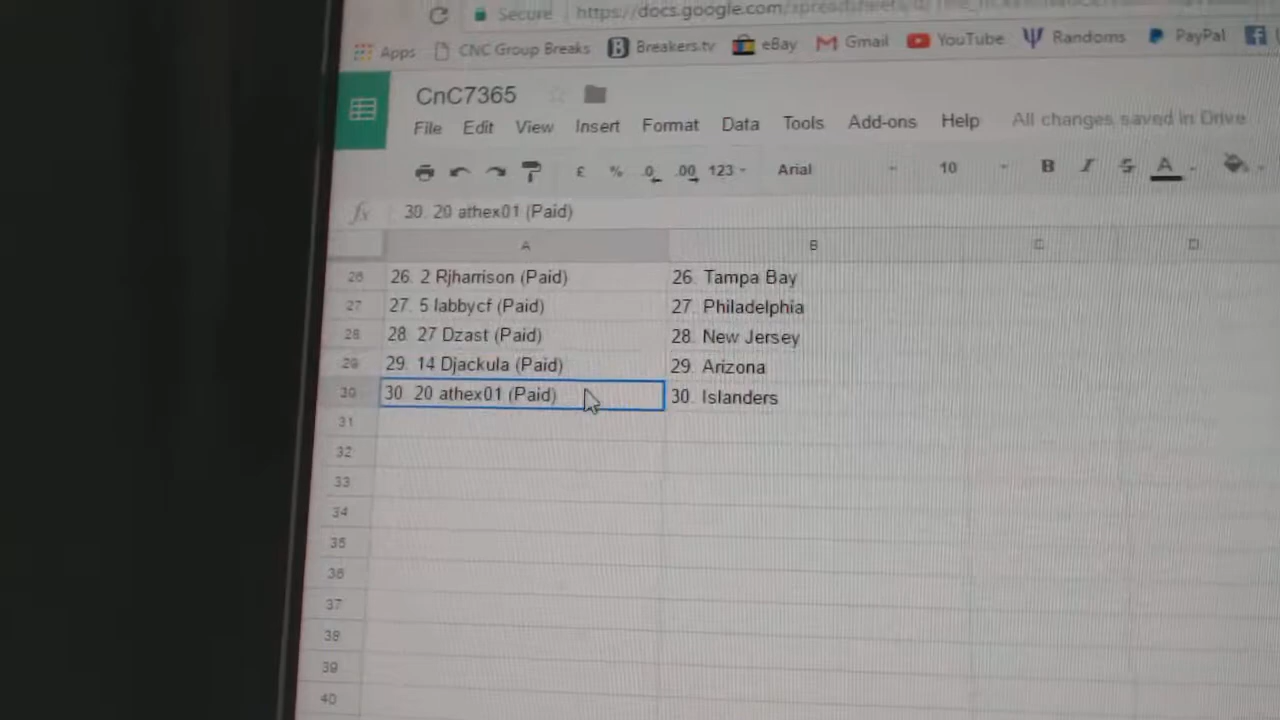 Secure https://docs.google.com/spreadsheets/d/
Apps CNC Group Breaks Breakers.tv eBay Gmail YouTube Randoms PayPal
CnC7365
File Edit View Insert Format Data Tools Add-ons Help All changes saved in Drive
£ % .0 .00 123 Arial 10 B I S A
fx 30. 20 athex01 (Paid)
A B C D
26 26. 2 Rjharrison (Paid) 26. Tampa Bay
27 27. 5 labbycf (Paid) 27. Philadelphia
28 28. 27 Dzast (Paid) 28. New Jersey
29 29. 14 Djackula (Paid) 29. Arizona
30 30. 20 athex01 (Paid) 30. Islanders
31
32
33
34
35
36
37
38
39
40